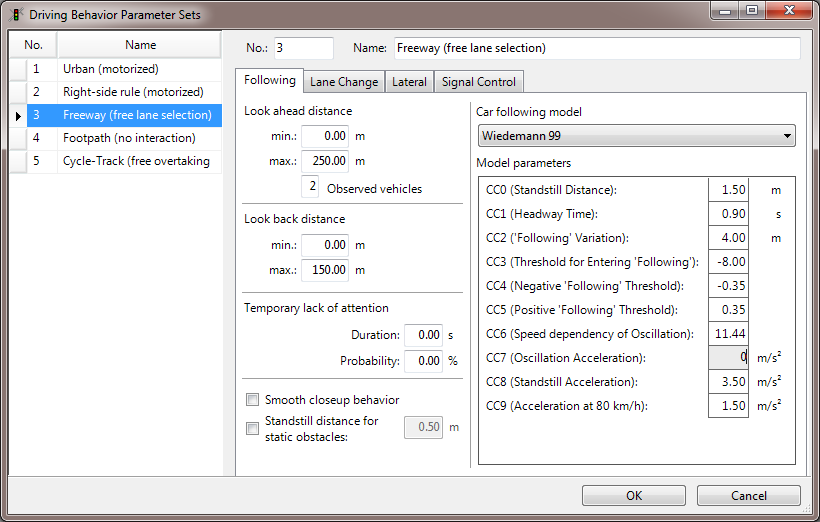 Driving Behavior Parameter Sets
No. Name
1 Urban (motorized)
2 Right-side rule (motorized)
3 Freeway (free lane selection)
4 Footpath (no interaction)
5 Cycle-Track (free overtaking
No.: 3 Name: Freeway (free lane selection)
Following Lane Change Lateral Signal Control
Look ahead distance
min.: 0.00 m
max.: 250.00 m
2 Observed vehicles
Look back distance
min.: 0.00 m
max.: 150.00 m
Temporary lack of attention
Duration: 0.00 s
Probability: 0.00 %
Smooth closeup behavior
Standstill distance for
static obstacles: 0.50 m
Car following model
Wiedemann 99
Model parameters
CC0 (Standstill Distance): 1.50 m
CC1 (Headway Time): 0.90 s
CC2 ('Following' Variation): 4.00 m
CC3 (Threshold for Entering 'Following'): -8.00
CC4 (Negative 'Following' Threshold): -0.35
CC5 (Positive 'Following' Threshold): 0.35
CC6 (Speed dependency of Oscillation): 11.44
CC7 (Oscillation Acceleration): 0 m/s²
CC8 (Standstill Acceleration): 3.50 m/s²
CC9 (Acceleration at 80 km/h): 1.50 m/s²
OK Cancel